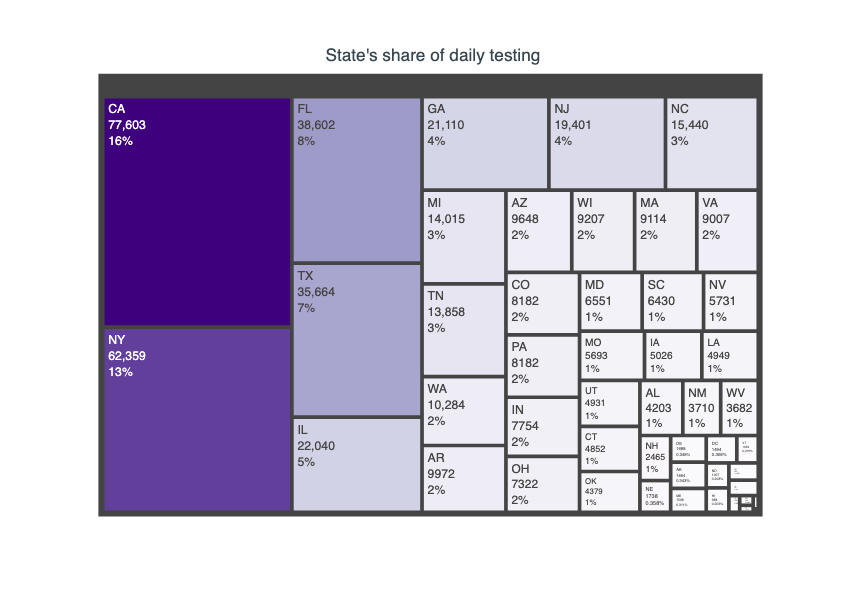 State's share of daily testing
CA
77,603
16%
NY
62,359
13%
FL
38,602
8%
TX
35,664
7%
IL
22,040
5%
GA
21,110
4%
NJ
19,401
4%
NC
15,440
3%
MI
14,015
3%
TN
13,858
3%
WA
10,284
2%
AR
9972
2%
AZ
9648
2%
WI
9207
2%
MA
9114
2%
VA
9007
2%
CO
8182
2%
PA
8182
2%
IN
7754
2%
OH
7322
2%
MD
6551
1%
SC
6430
1%
NV
5731
1%
MO
5693
1%
IA
5026
1%
LA
4949
1%
UT
4931
1%
CT
4852
1%
OK
4379
1%
AL
4203
1%
NM
3710
1%
WV
3682
1%
NH
2465
1%
NE
1738
0.358%
DC